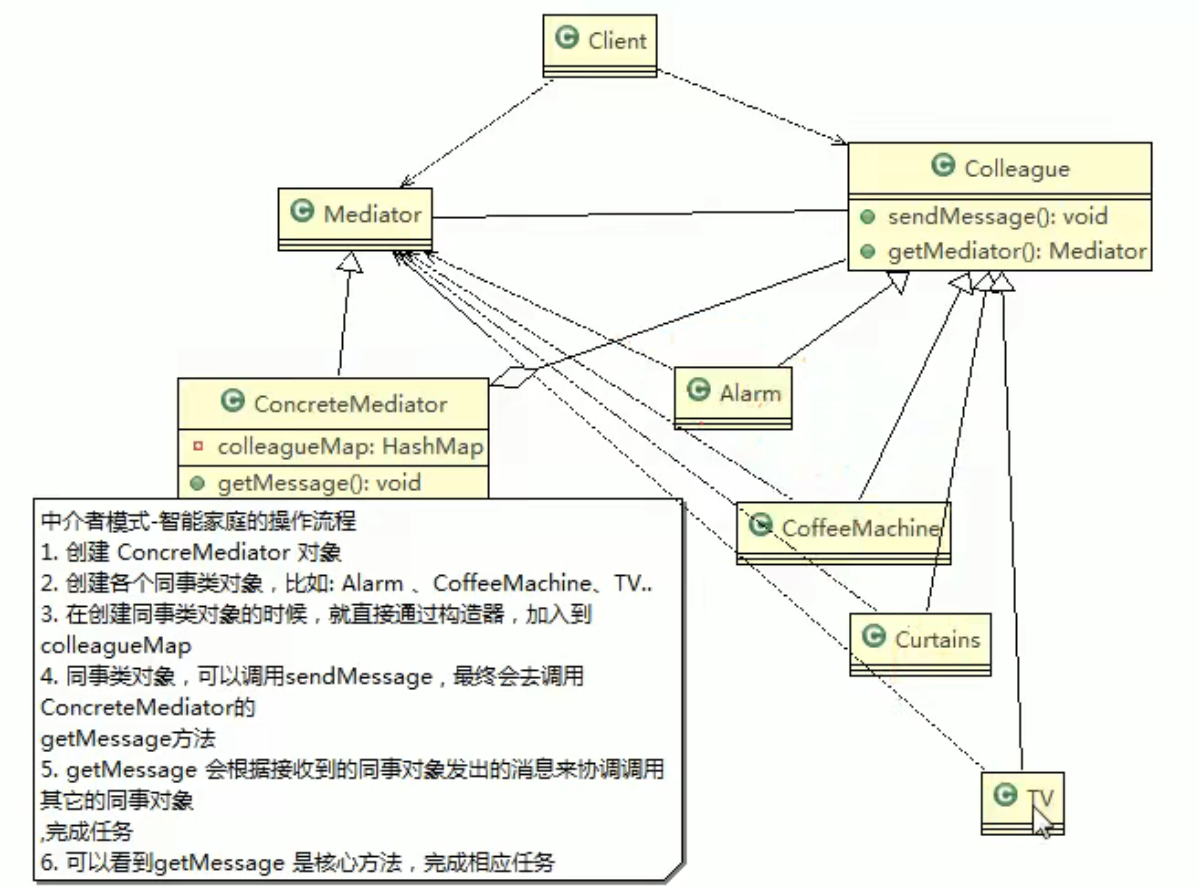 Client
Colleague
sendMessage(): void
getMediator(): Mediator
Mediator
ConcreteMediator
colleagueMap: HashMap
getMessage(): void
Alarm
CoffeeMachine
Curtains
TV
中介者模式-智能家庭的操作流程
1. 创建 ConcreMediator 对象
2. 创建各个同事类对象，比如: Alarm 、CoffeeMachine、TV..
3. 在创建同事类对象的时候，就直接通过构造器，加入到
colleagueMap
4. 同事类对象，可以调用sendMessage，最终会去调用
ConcreteMediator的
getMessage方法
5. getMessage 会根据接收到的同事对象发出的消息来协调调用
其它的同事对象
,完成任务
6. 可以看到getMessage 是核心方法，完成相应任务